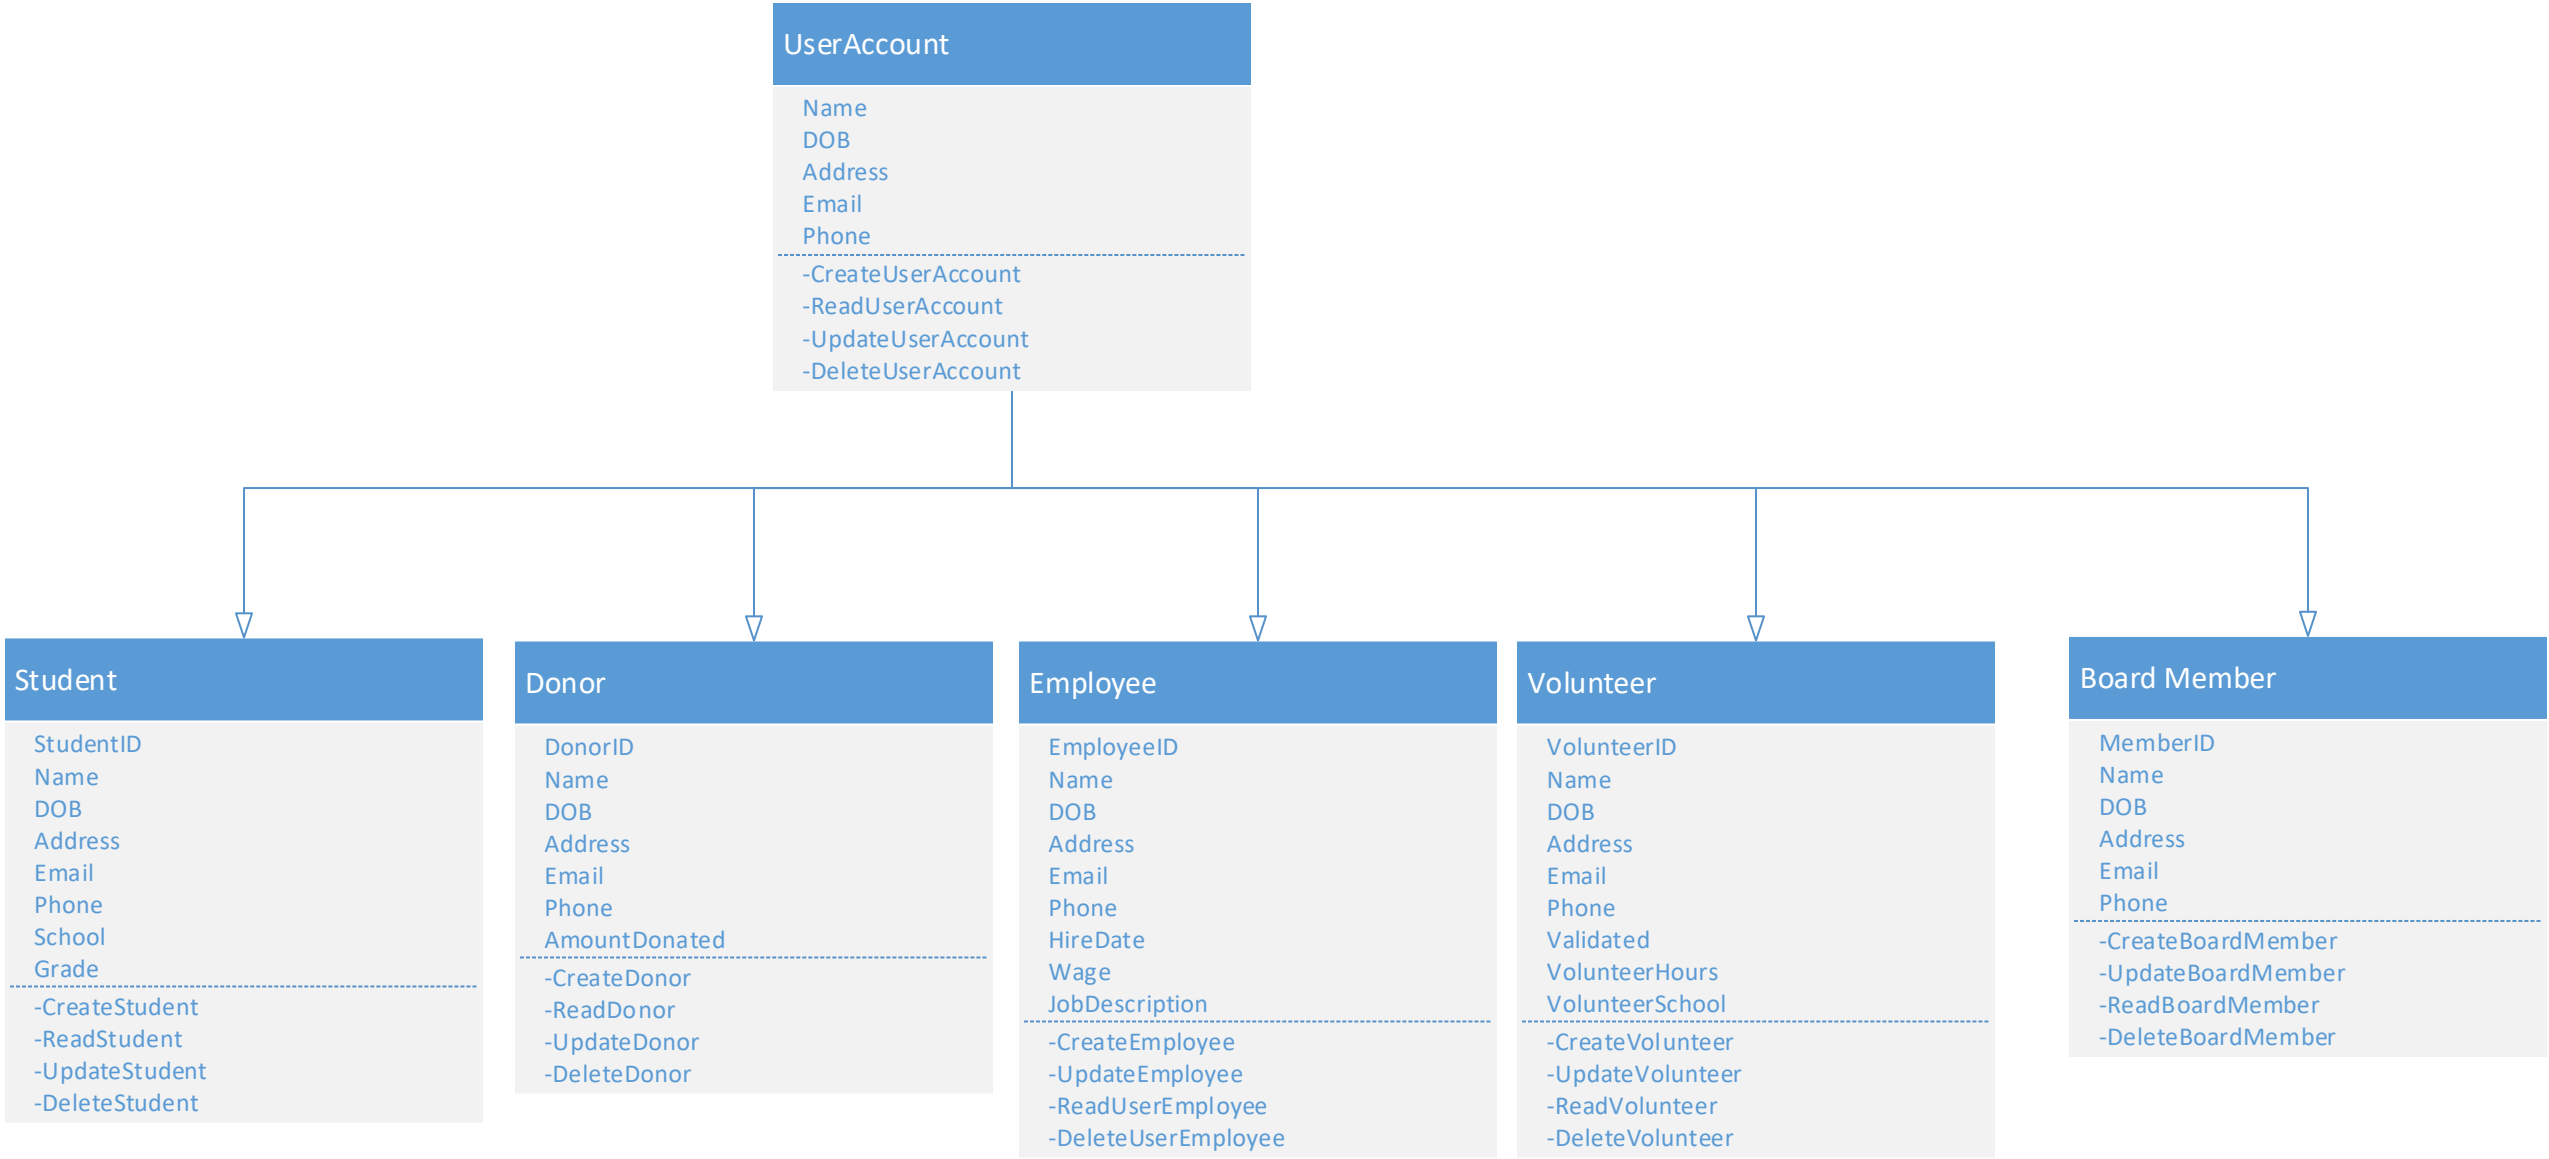 UserAccount
Name
DOB
Address
Email
Phone
-CreateUserAccount
-ReadUserAccount
-UpdateUserAccount
-DeleteUserAccount
Student
StudentID
Name
DOB
Address
Email
Phone
School
Grade
-CreateStudent
-ReadStudent
-UpdateStudent
-DeleteStudent
Donor
DonorID
Name
DOB
Address
Email
Phone
AmountDonated
-CreateDonor
-ReadDonor
-UpdateDonor
-DeleteDonor
Employee
EmployeeID
Name
DOB
Address
Email
Phone
HireDate
Wage
JobDescription
-CreateEmployee
-UpdateEmployee
-ReadUserEmployee
-DeleteUserEmployee
Volunteer
VolunteerID
Name
DOB
Address
Email
Phone
Validated
VolunteerHours
VolunteerSchool
-CreateVolunteer
-UpdateVolunteer
-ReadVolunteer
-DeleteVolunteer
Board Member
MemberID
Name
DOB
Address
Email
Phone
-CreateBoardMember
-UpdateBoardMember
-ReadBoardMember
-DeleteBoardMember